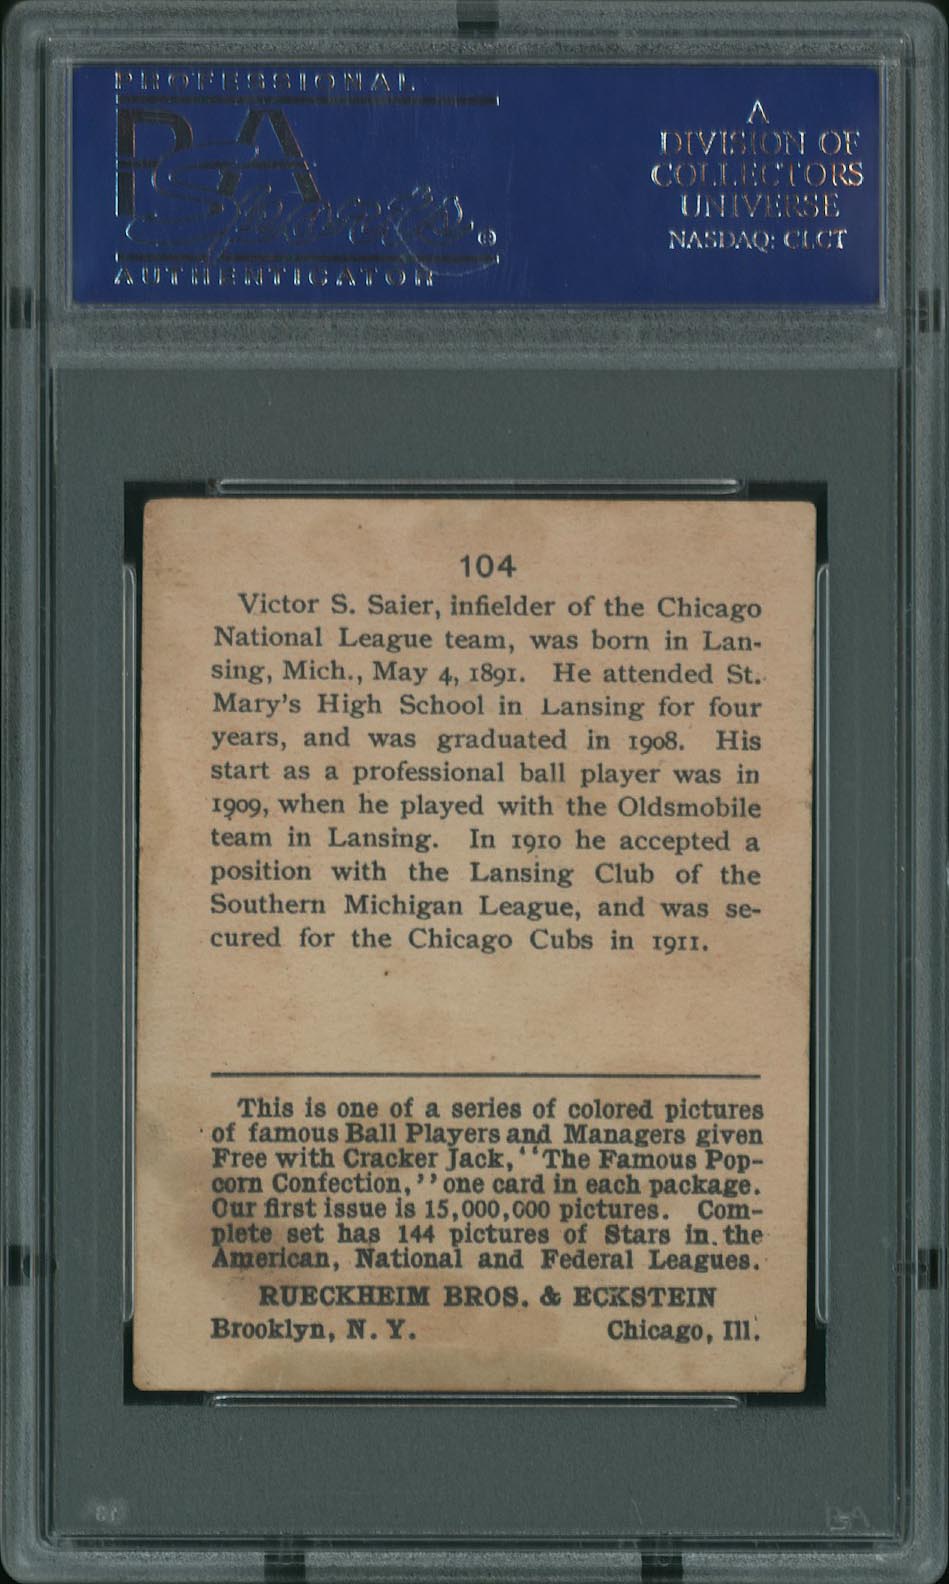 PROFESSIONAL
PSA
Sports ®
AUTHENTICATOR
A
DIVISION OF
COLLECTORS
UNIVERSE
NASDAQ: CLCT
104
Victor S. Saier, infielder of the Chicago
National League team, was born in Lan-
sing, Mich., May 4, 1891. He attended St.
Mary's High School in Lansing for four
years, and was graduated in 1908. His
start as a professional ball player was in
1909, when he played with the Oldsmobile
team in Lansing. In 1910 he accepted a
position with the Lansing Club of the
Southern Michigan League, and was se-
cured for the Chicago Cubs in 1911.
This is one of a series of colored pictures
of famous Ball Players and Managers given
Free with Cracker Jack, "The Famous Pop-
corn Confection," one card in each package.
Our first issue is 15,000,000 pictures. Com-
plete set has 144 pictures of Stars in the
American, National and Federal Leagues.
RUECKHEIM BROS. & ECKSTEIN
Brooklyn, N. Y. Chicago, Ill.